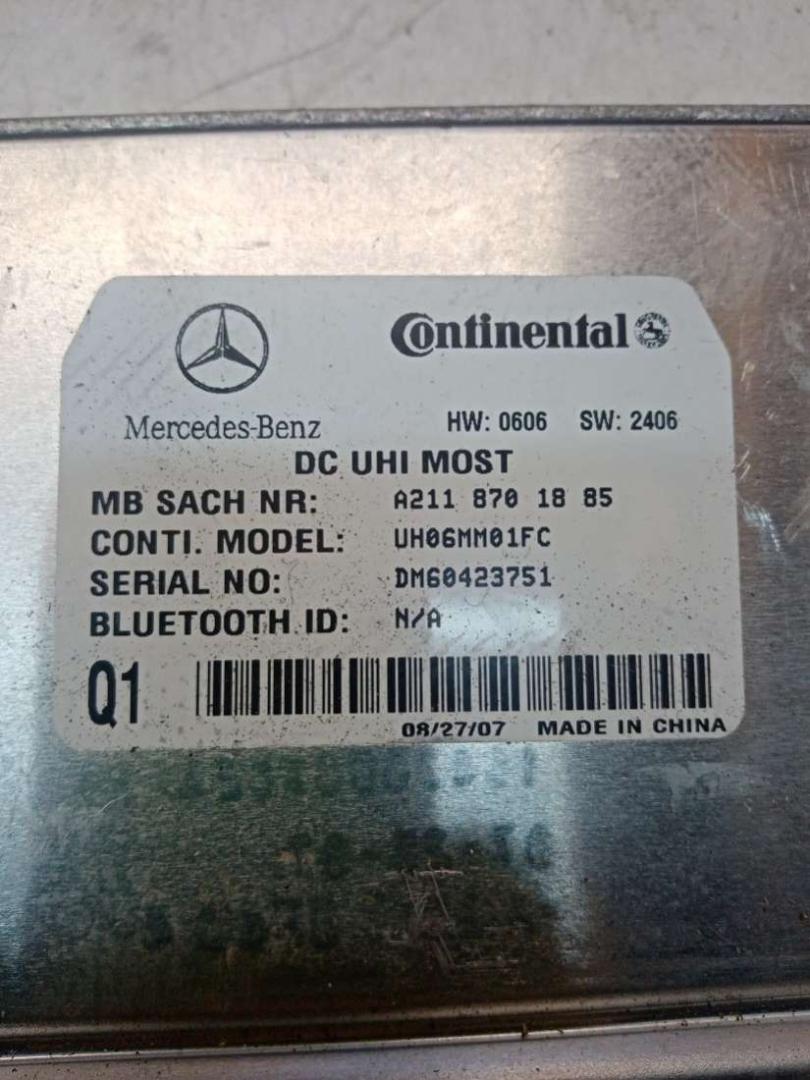 Continental
Mercedes-Benz HW: 0606 SW: 2406
DC UHI MOST
MB SACH NR: A211 870 18 85
CONTI. MODEL: UH06MM01FC
SERIAL NO: DM60423751
BLUETOOTH ID: N/A
Q1
08/27/07 MADE IN CHINA